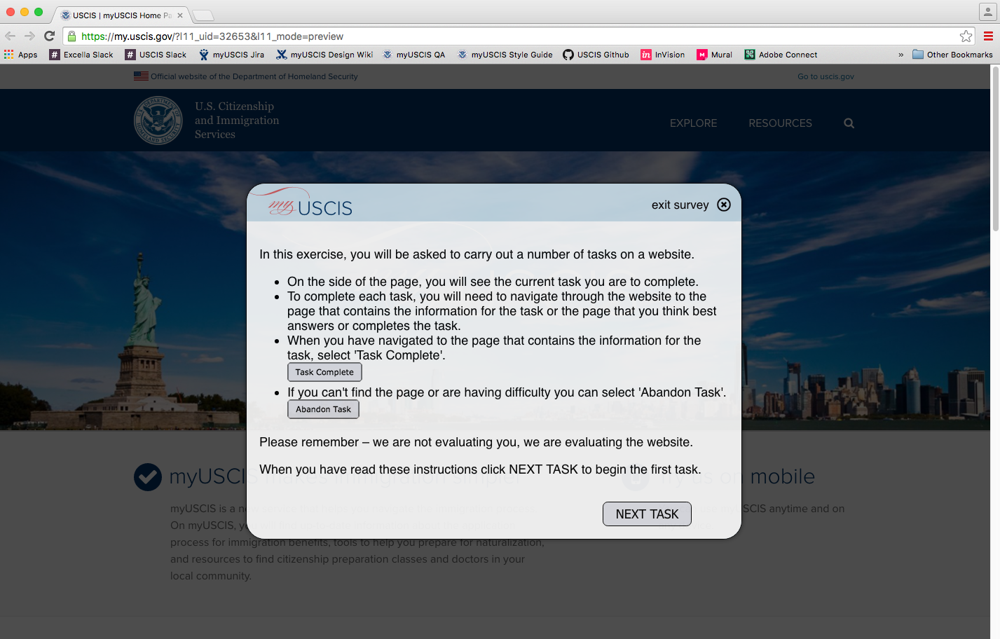 USCIS | myUSCIS Home Pa
https://my.uscis.gov/?l11_uid=32653&l11_mode=preview
Apps Excella Slack USCIS Slack myUSCIS Jira myUSCIS Design Wiki myUSCIS QA myUSCIS Style Guide USCIS Github InVision Mural Adobe Connect » Other Bookmarks
Official website of the Department of Homeland Security Go to uscis.gov
U.S. Citizenship
and Immigration
Services
EXPLORE RESOURCES
my USCIS
exit survey
In this exercise, you will be asked to carry out a number of tasks on a website.
• On the side of the page, you will see the current task you are to complete.
• To complete each task, you will need to navigate through the website to the
page that contains the information for the task or the page that you think best
answers or completes the task.
• When you have navigated to the page that contains the information for the
task, select 'Task Complete'.
Task Complete
• If you can't find the page or are having difficulty you can select 'Abandon Task'.
Abandon Task
Please remember – we are not evaluating you, we are evaluating the website.
When you have read these instructions click NEXT TASK to begin the first task.
NEXT TASK
myUSCIS makes immigration simpler
myUSCIS is a
On myUSCIS,
process for immigration benefits, tools to help you prepare for naturalization,
and resources to find citizenship preparation classes and doctors in your
local community.
Try us on mobile
myUSCIS anytime and on